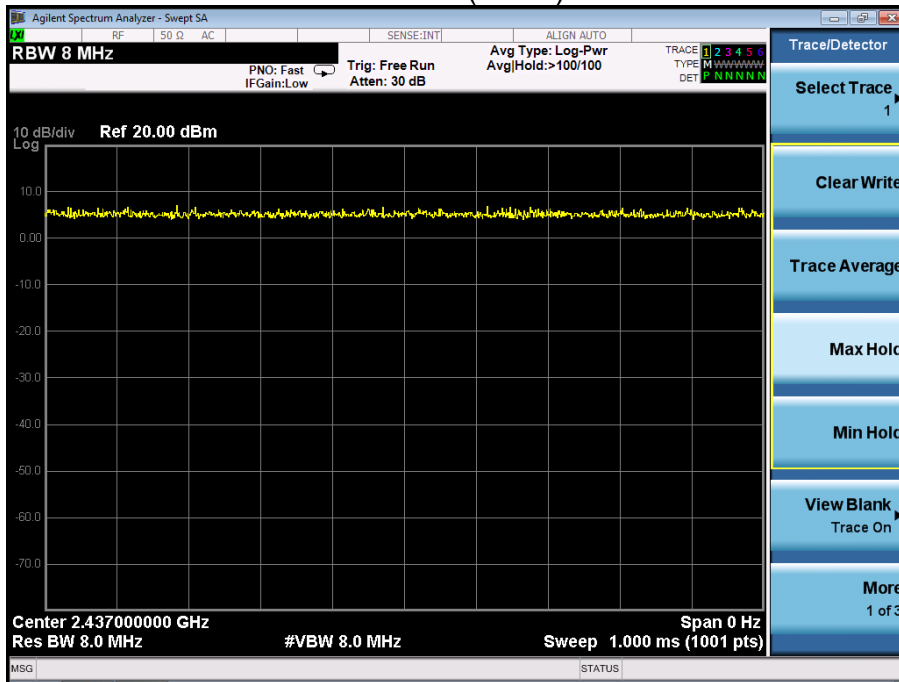 Agilent Spectrum Analyzer - Swept SA
LXI RF 50 Ω AC SENSE:INT ALIGN AUTO
RBW 8 MHz
PNO: Fast
IFGain:Low
Trig: Free Run
Atten: 30 dB
Avg Type: Log-Pwr
Avg|Hold:>100/100
TRACE 1 2 3 4 5 6
TYPE M WWWWW
DET P N N N N N
10 dB/div Ref 20.00 dBm
Log
10.0
0.00
-10.0
-20.0
-30.0
-40.0
-50.0
-60.0
-70.0
Center 2.437000000 GHz Span 0 Hz
Res BW 8.0 MHz #VBW 8.0 MHz Sweep 1.000 ms (1001 pts)
MSG STATUS
Trace/Detector
Select Trace
1
Clear Write
Trace Average
Max Hold
Min Hold
View Blank
Trace On
More
1 of 3